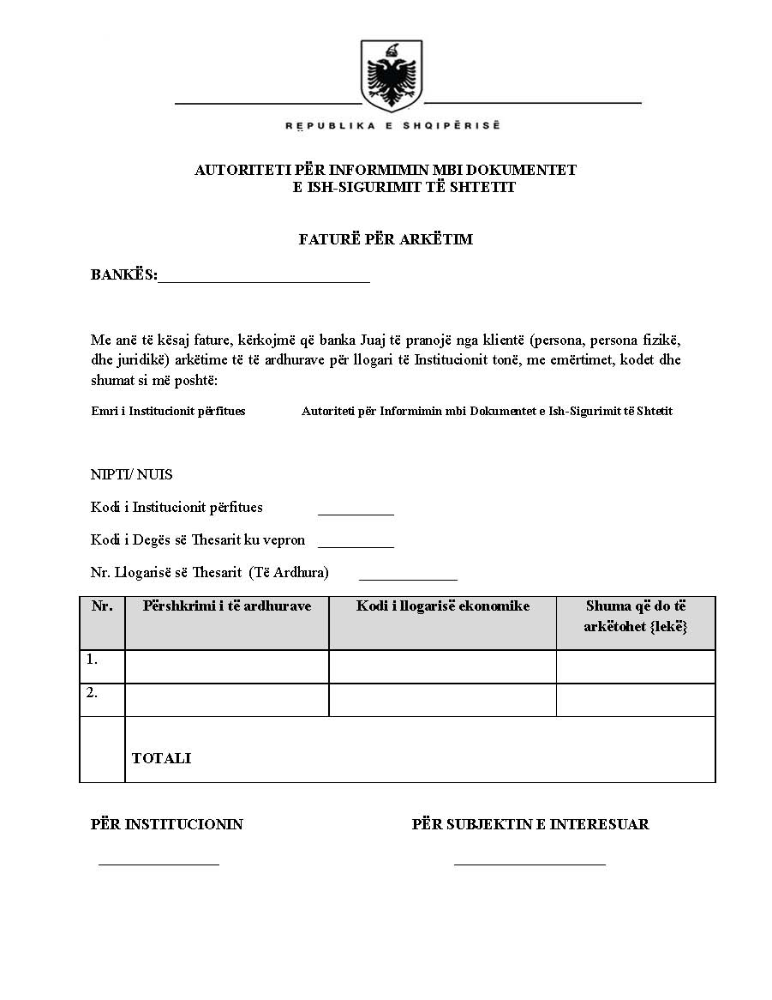 REPUBLIKA E SHQIPËRISË
AUTORITETI PËR INFORMIMIN MBI DOKUMENTET
E ISH-SIGURIMIT TË SHTETIT
FATURË PËR ARKËTIM
BANKËS:___________________________
Me anë të kësaj fature, kërkojmë që banka Juaj të pranojë nga klientë (persona, persona fizikë,
dhe juridikë) arkëtime të të ardhurave për llogari të Institucionit tonë, me emërtimet, kodet dhe
shumat si më poshtë:
Emri i Institucionit përfitues Autoriteti për Informimin mbi Dokumentet e Ish-Sigurimit të Shtetit
NIPTI/ NUIS
Kodi i Institucionit përfitues __________
Kodi i Degës së Thesarit ku vepron __________
Nr. Llogarisë së Thesarit (Të Ardhura) _____________
Nr. Përshkrimi i të ardhurave Kodi i llogarisë ekonomike Shuma që do të
arkëtohet {lekë}
1.
2.
TOTALI
PËR INSTITUCIONIN PËR SUBJEKTIN E INTERESUAR
________________ ____________________